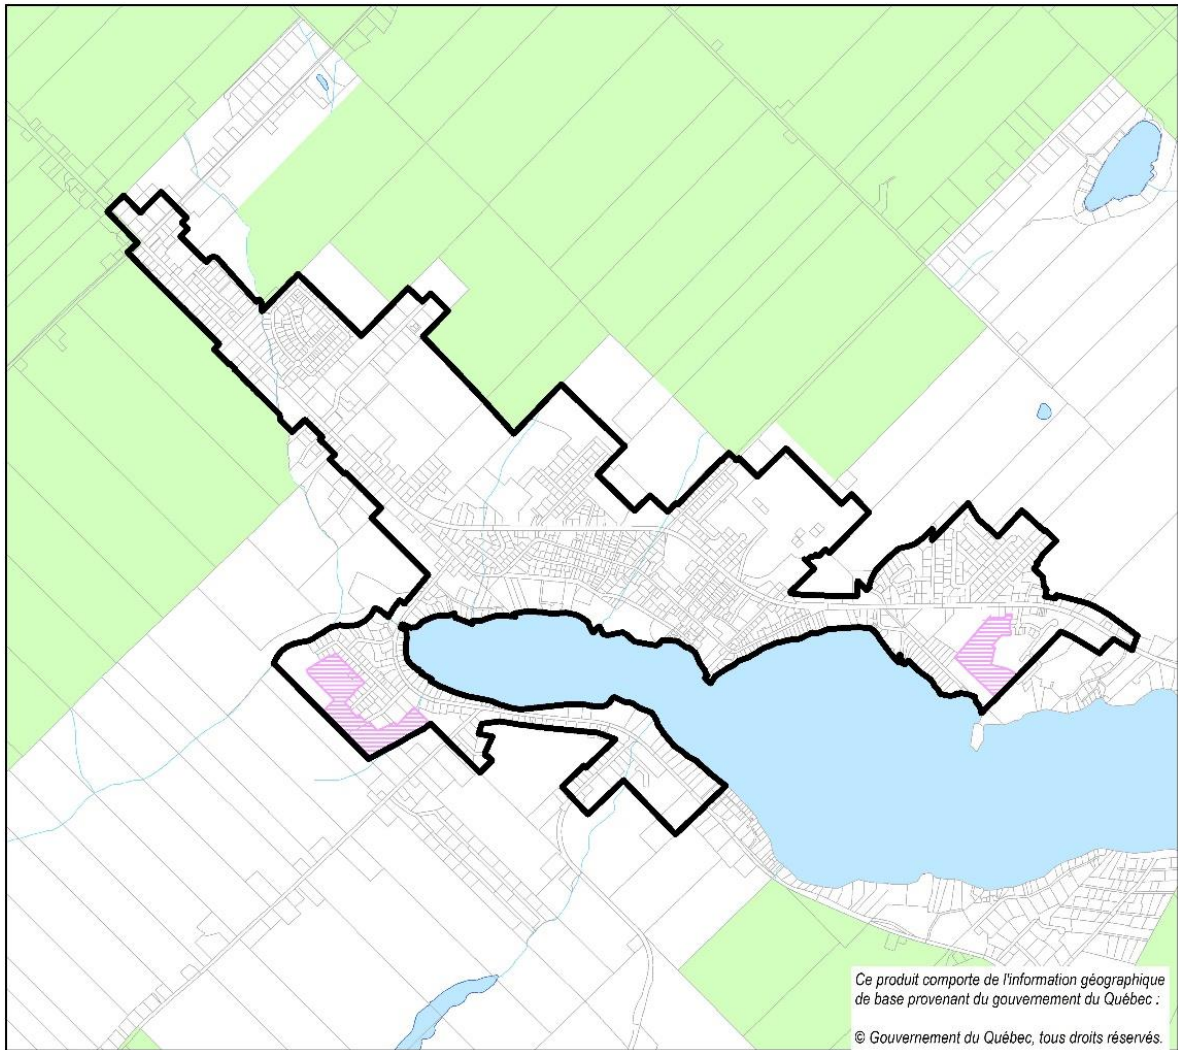 Ce produit comporte de l'information géographique
de base provenant du gouvernement du Québec :
© Gouvernement du Québec, tous droits réservés.